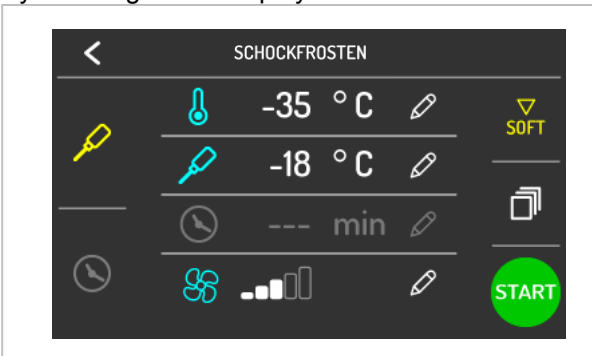 SCHOCKFROSTEN
-35 °C
SOFT
-18 °C
--- min
START